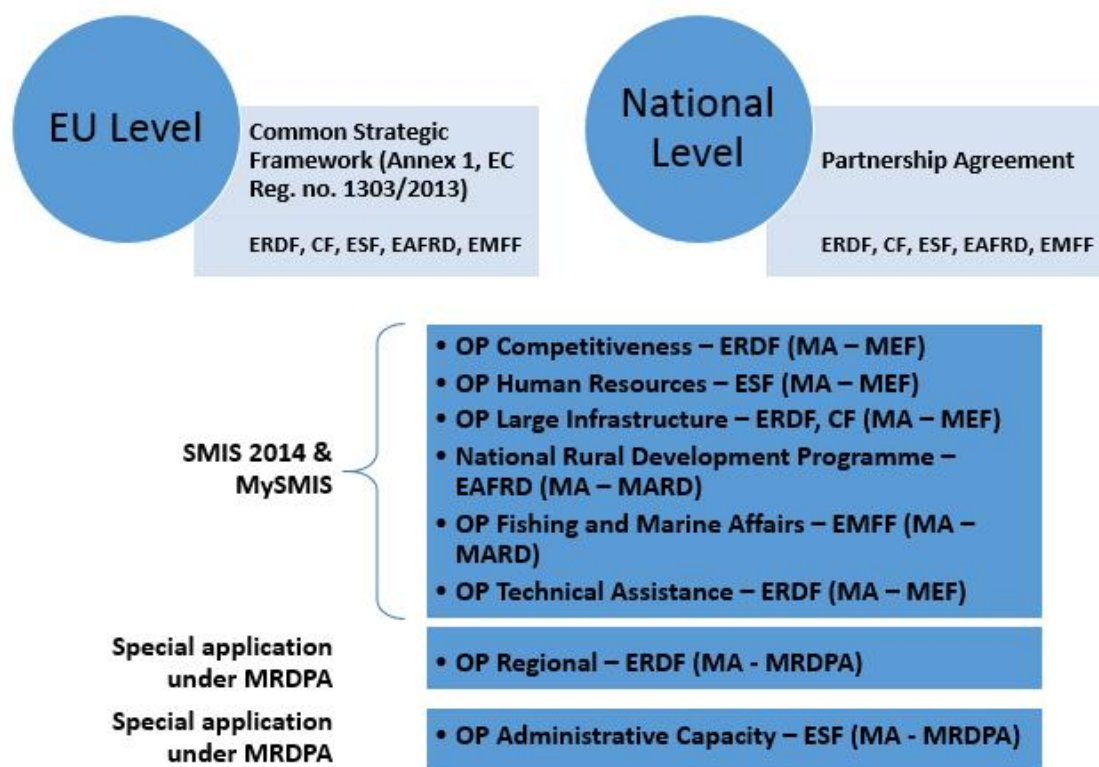 EU Level
Common Strategic
Framework (Annex 1, EC
Reg. no. 1303/2013)
ERDF, CF, ESF, EAFRD, EMFF
National
Level
Partnership Agreement
ERDF, CF, ESF, EAFRD, EMFF
SMIS 2014 &
MySMIS
• OP Competitiveness – ERDF (MA – MEF)
• OP Human Resources – ESF (MA – MEF)
• OP Large Infrastructure – ERDF, CF (MA – MEF)
• National Rural Development Programme –
EAFRD (MA – MARD)
• OP Fishing and Marine Affairs – EMFF (MA –
MARD)
• OP Technical Assistance – ERDF (MA – MEF)
Special application
under MRDPA
• OP Regional – ERDF (MA - MRDPA)
Special application
under MRDPA
• OP Administrative Capacity – ESF (MA - MRDPA)